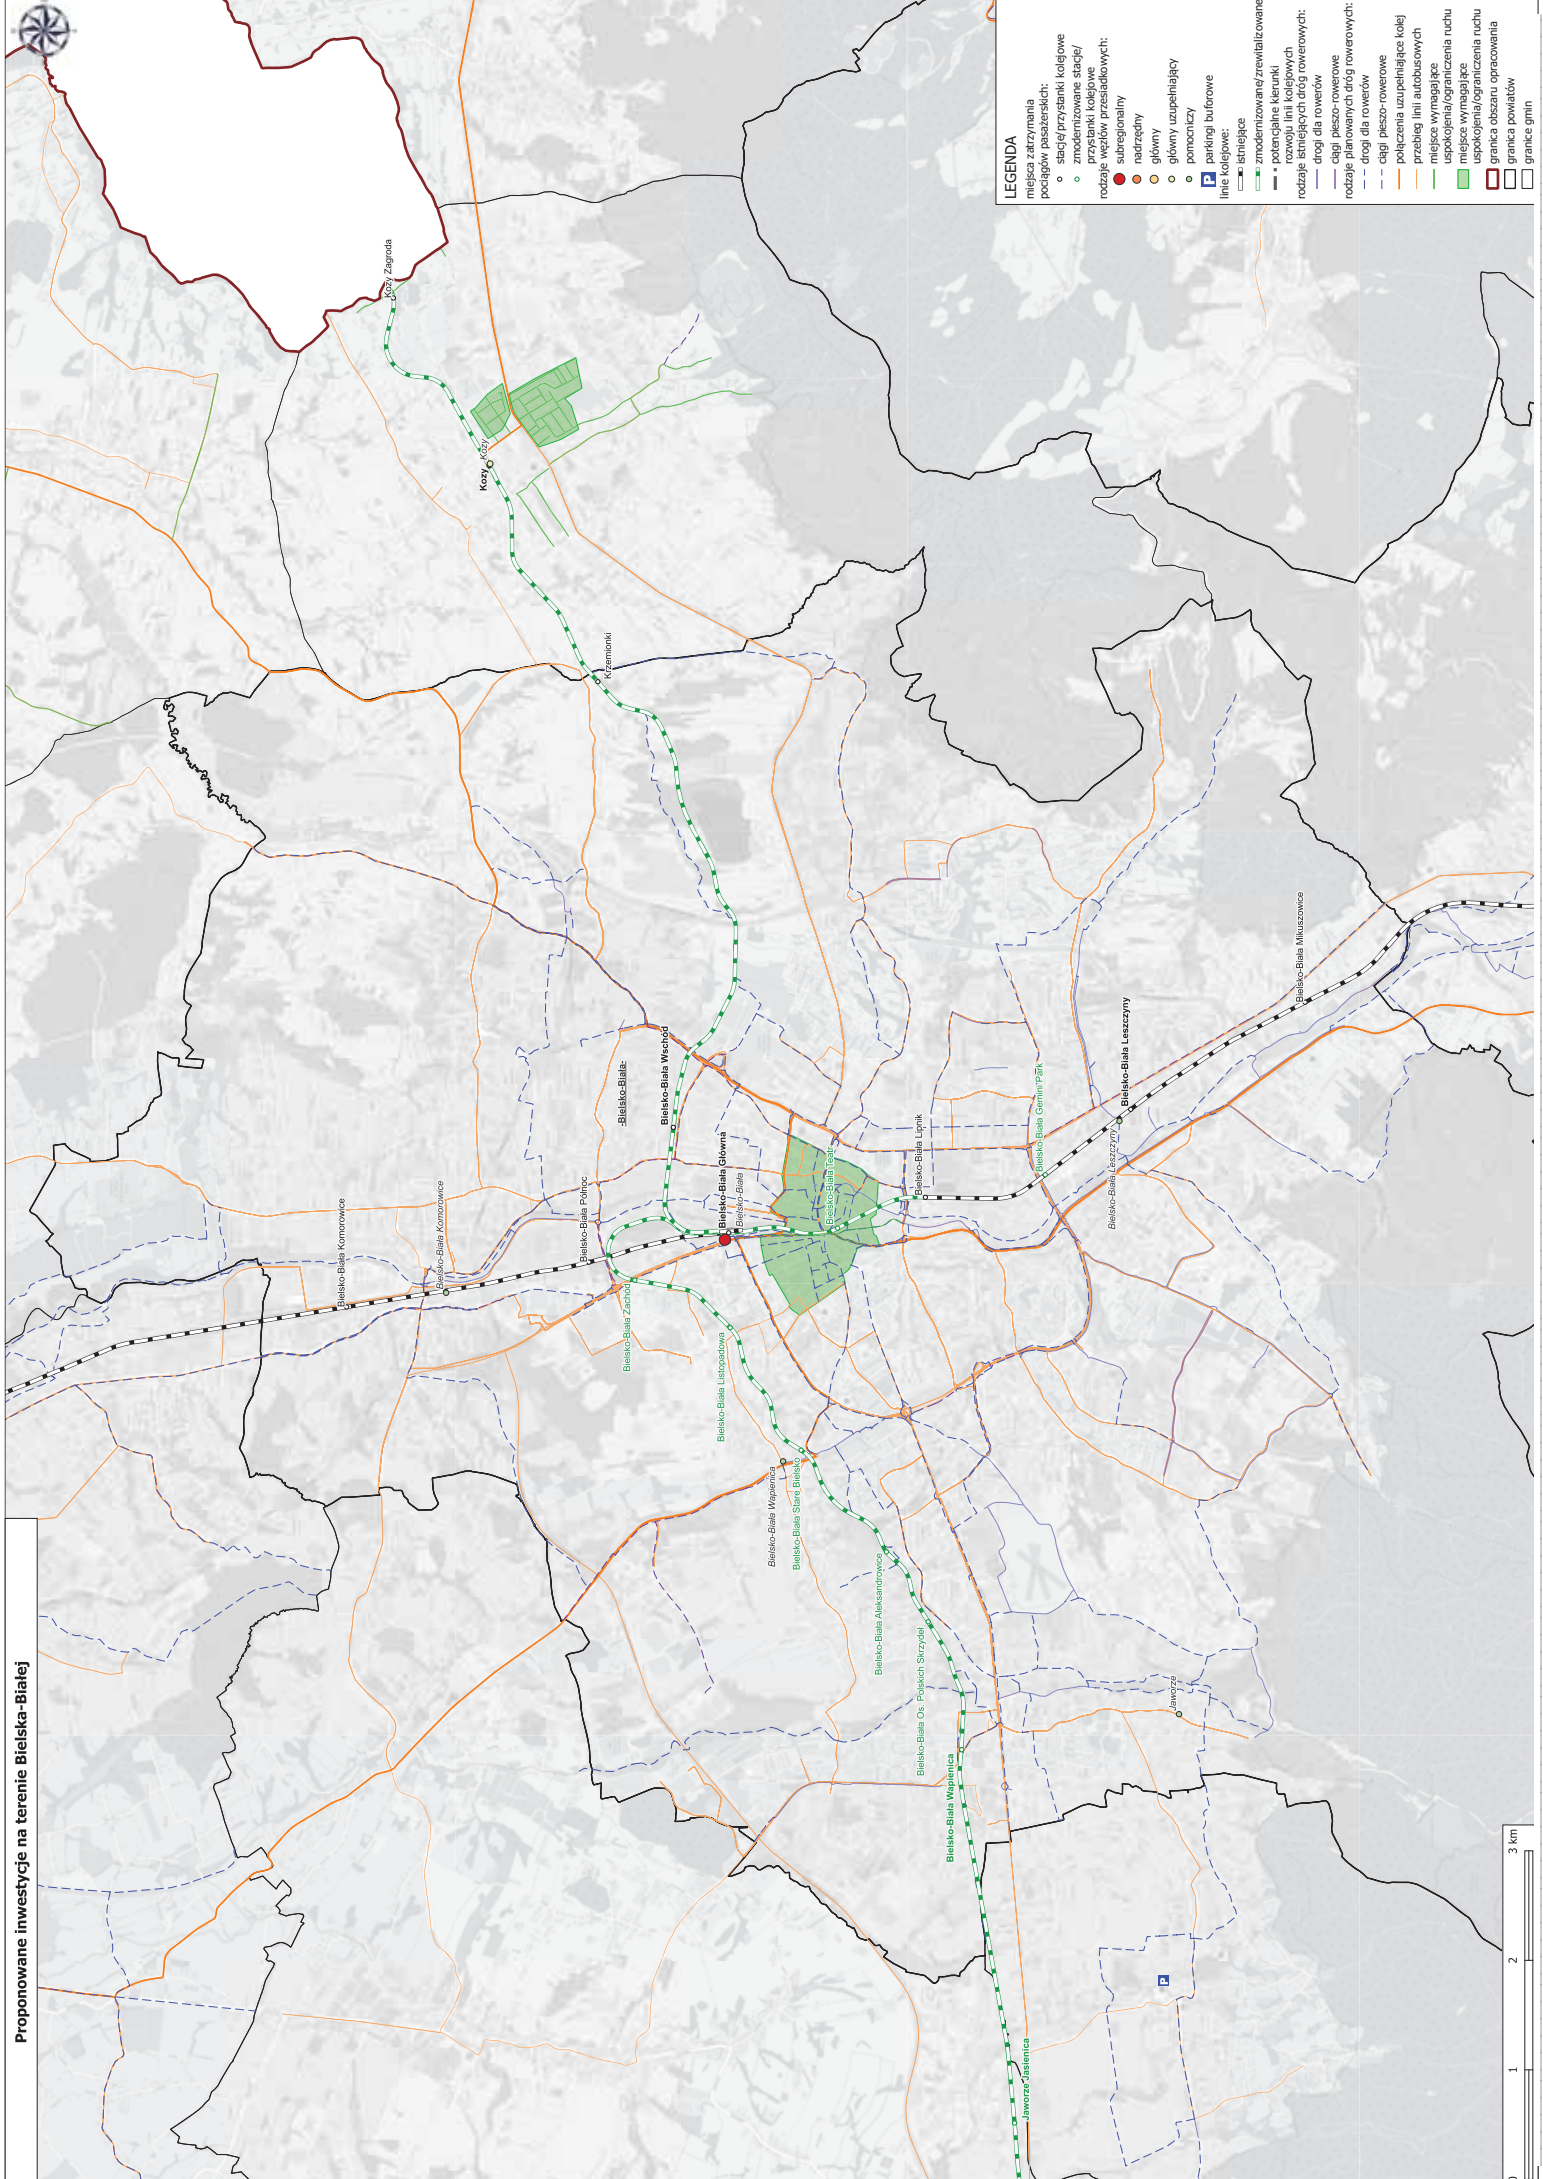 Proponowane inwestycje na terenie Bielska-Białej
Kozy Zagroda
Kozy
Kozy
Krzemionki
Bielsko-Biała Wschód
-Bielsko-Biała-
Bielsko-Biała Główna
Bielsko-Biała
Bielsko-Biała Północ
Bielsko-Biała Komorowice
Bielsko-Biała Komorowice
Bielsko-Biała Zachód
Bielsko-Biała Listopadowa
Bielsko-Biała Wapienica
Bielsko-Biała Stare Bielsko
Bielsko-Biała Aleksandrowice
Bielsko-Biała Os. Polskich Skrzydeł
Bielsko-Biała Wapienica
Jaworze Jasienica
Jaworze
P
Bielsko-Biała Teatr
Bielsko-Biała Lipnik
Bielsko-Biała Gemini Park
Bielsko-Biała Leszczyny
Bielsko-Biała Leszczyny
Bielsko-Biała Mikuszowice
LEGENDA
miejsca zatrzymania
pociągów pasażerskich:
stacje/przystanki kolejowe
zmodernizowane stacje/
przystanki kolejowe
rodzaje węzłów przesiadkowych:
subregionalny
nadrzędny
główny
główny uzupełniający
pomocniczy
P parkingi buforowe
linie kolejowe:
istniejące
zmodernizowane/zrewitalizowane
potencjalne kierunki
rozwoju linii kolejowych
rodzaje istniejących dróg rowerowych:
drogi dla rowerów
ciągi pieszo-rowerowe
rodzaje planowanych dróg rowerowych:
drogi dla rowerów
ciągi pieszo-rowerowe
połączenia uzupełniające kolej
przebieg linii autobusowych
miejsce wymagające
uspokojenia/ograniczenia ruchu
miejsce wymagające
uspokojenia/ograniczenia ruchu
granica obszaru opracowania
granica powiatów
granice gmin
0 1 2 3 km